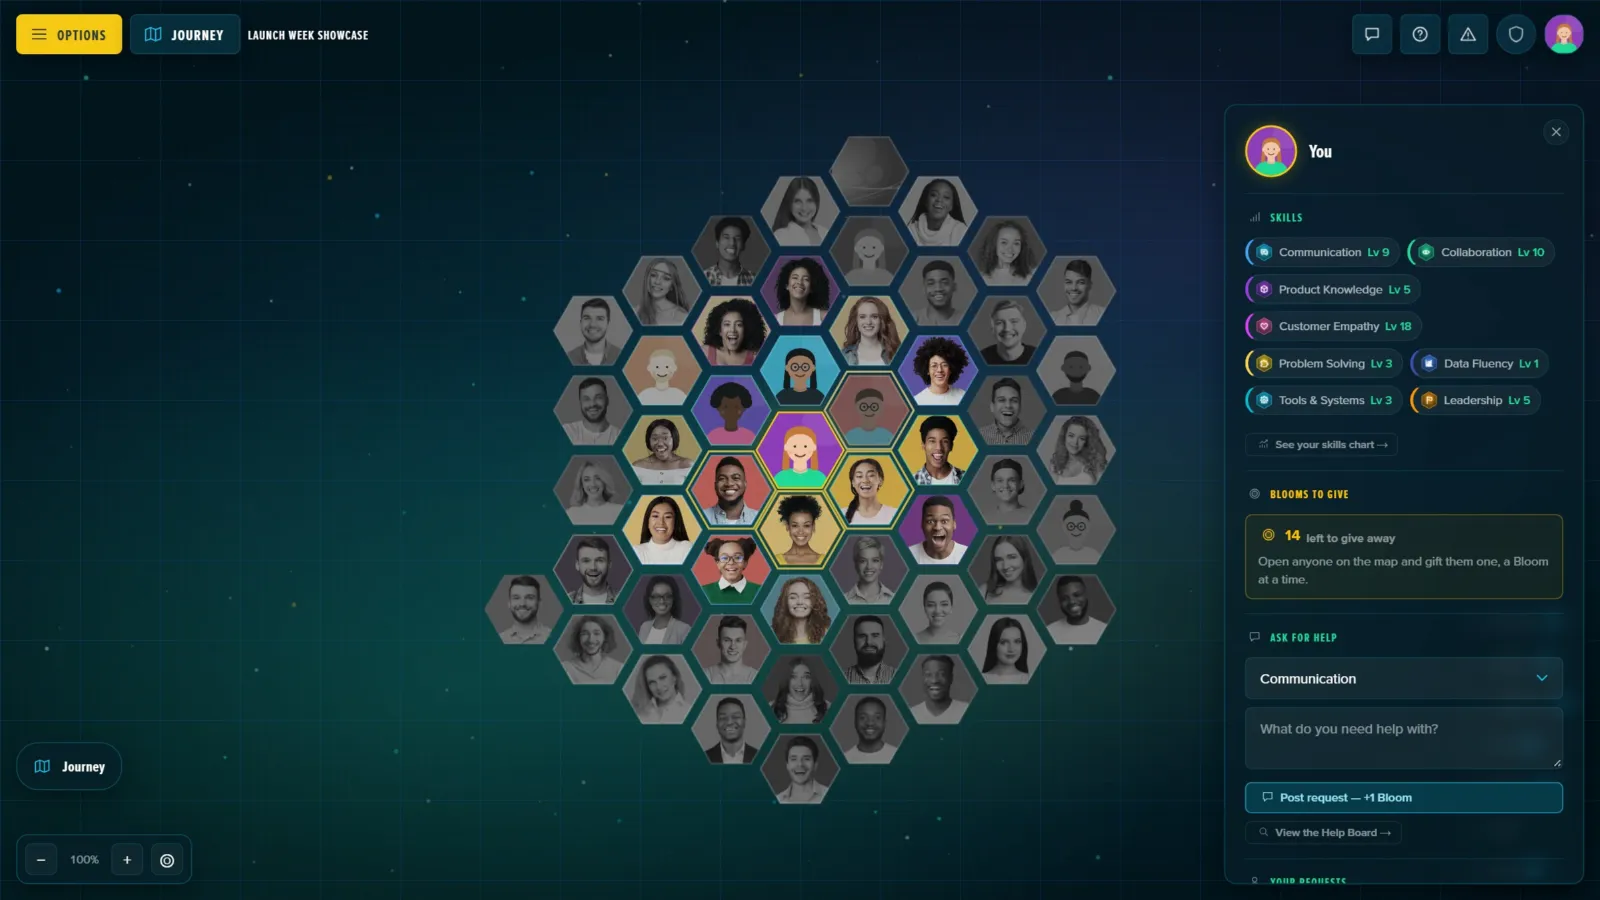 OPTIONS
JOURNEY
LAUNCH WEEK SHOWCASE
You
SKILLS
Communication Lv 9
Collaboration Lv 10
Product Knowledge Lv 5
Customer Empathy Lv 18
Problem Solving Lv 3
Data Fluency Lv 1
Tools & Systems Lv 3
Leadership Lv 5
See your skills chart →
BLOOMS TO GIVE
14 left to give away
Open anyone on the map and gift them one, a Bloom
at a time.
ASK FOR HELP
Communication
What do you need help with?
Post request — +1 Bloom
View the Help Board →
YOUR REQUESTS
Journey
− 100% +